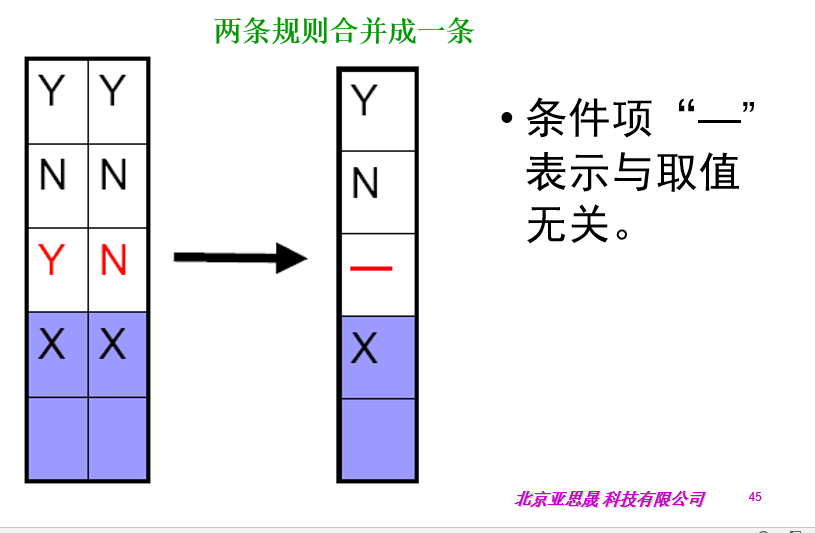 两条规则合并成一条
Y Y
N N
Y N
X X
Y
N
—
X
• 条件项“—”
表示与取值
无关。
北京亚思晟科技有限公司
45